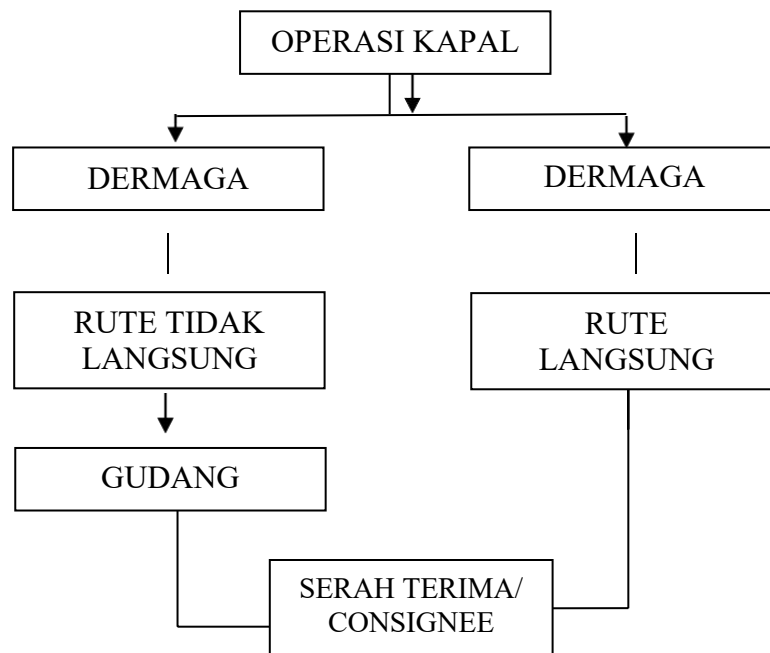 OPERASI KAPAL
DERMAGA
DERMAGA
RUTE TIDAK
LANGSUNG
RUTE
LANGSUNG
GUDANG
SERAH TERIMA/
CONSIGNEE